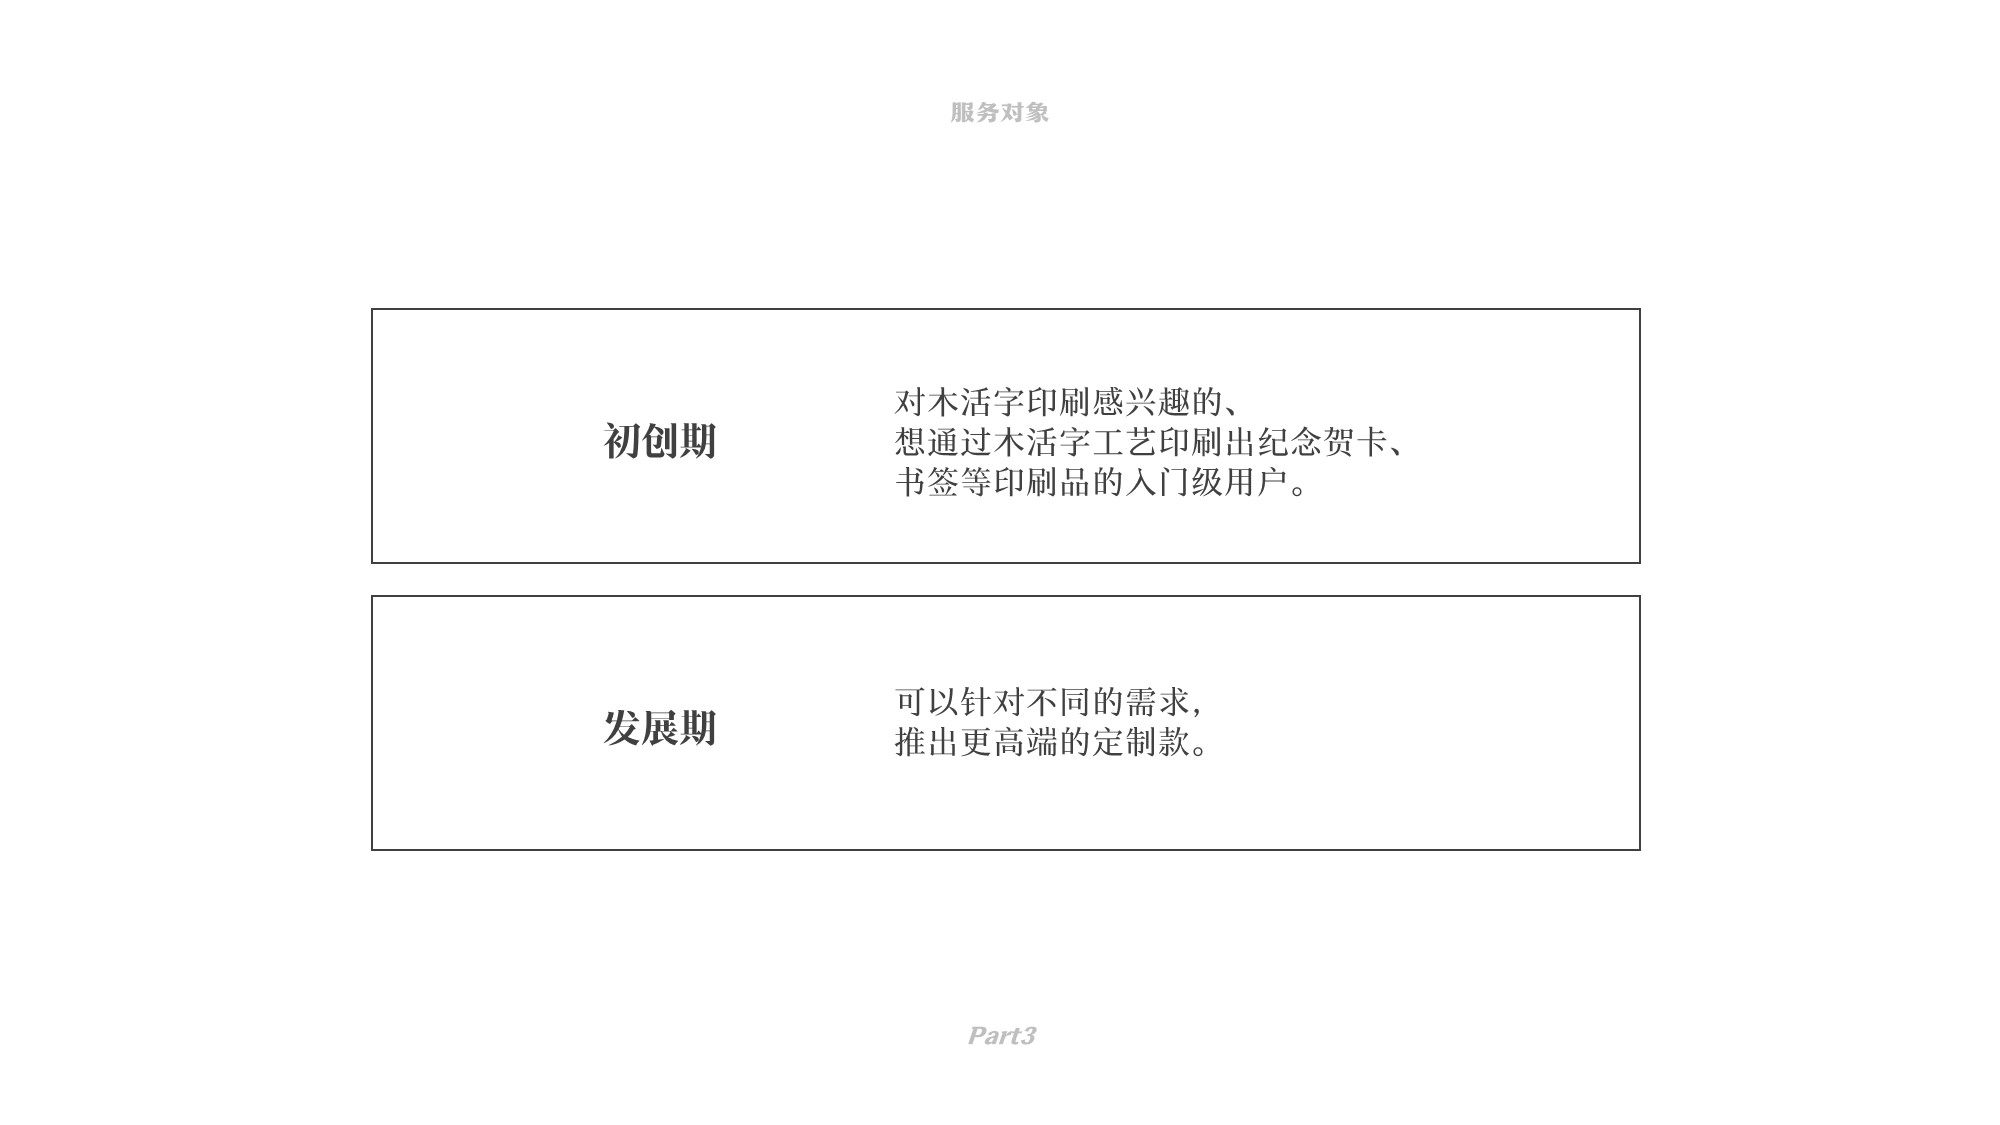 服务对象
初创期
对木活字印刷感兴趣的、
想通过木活字工艺印刷出纪念贺卡、
书签等印刷品的入门级用户。
发展期
可以针对不同的需求，
推出更高端的定制款。
Part3